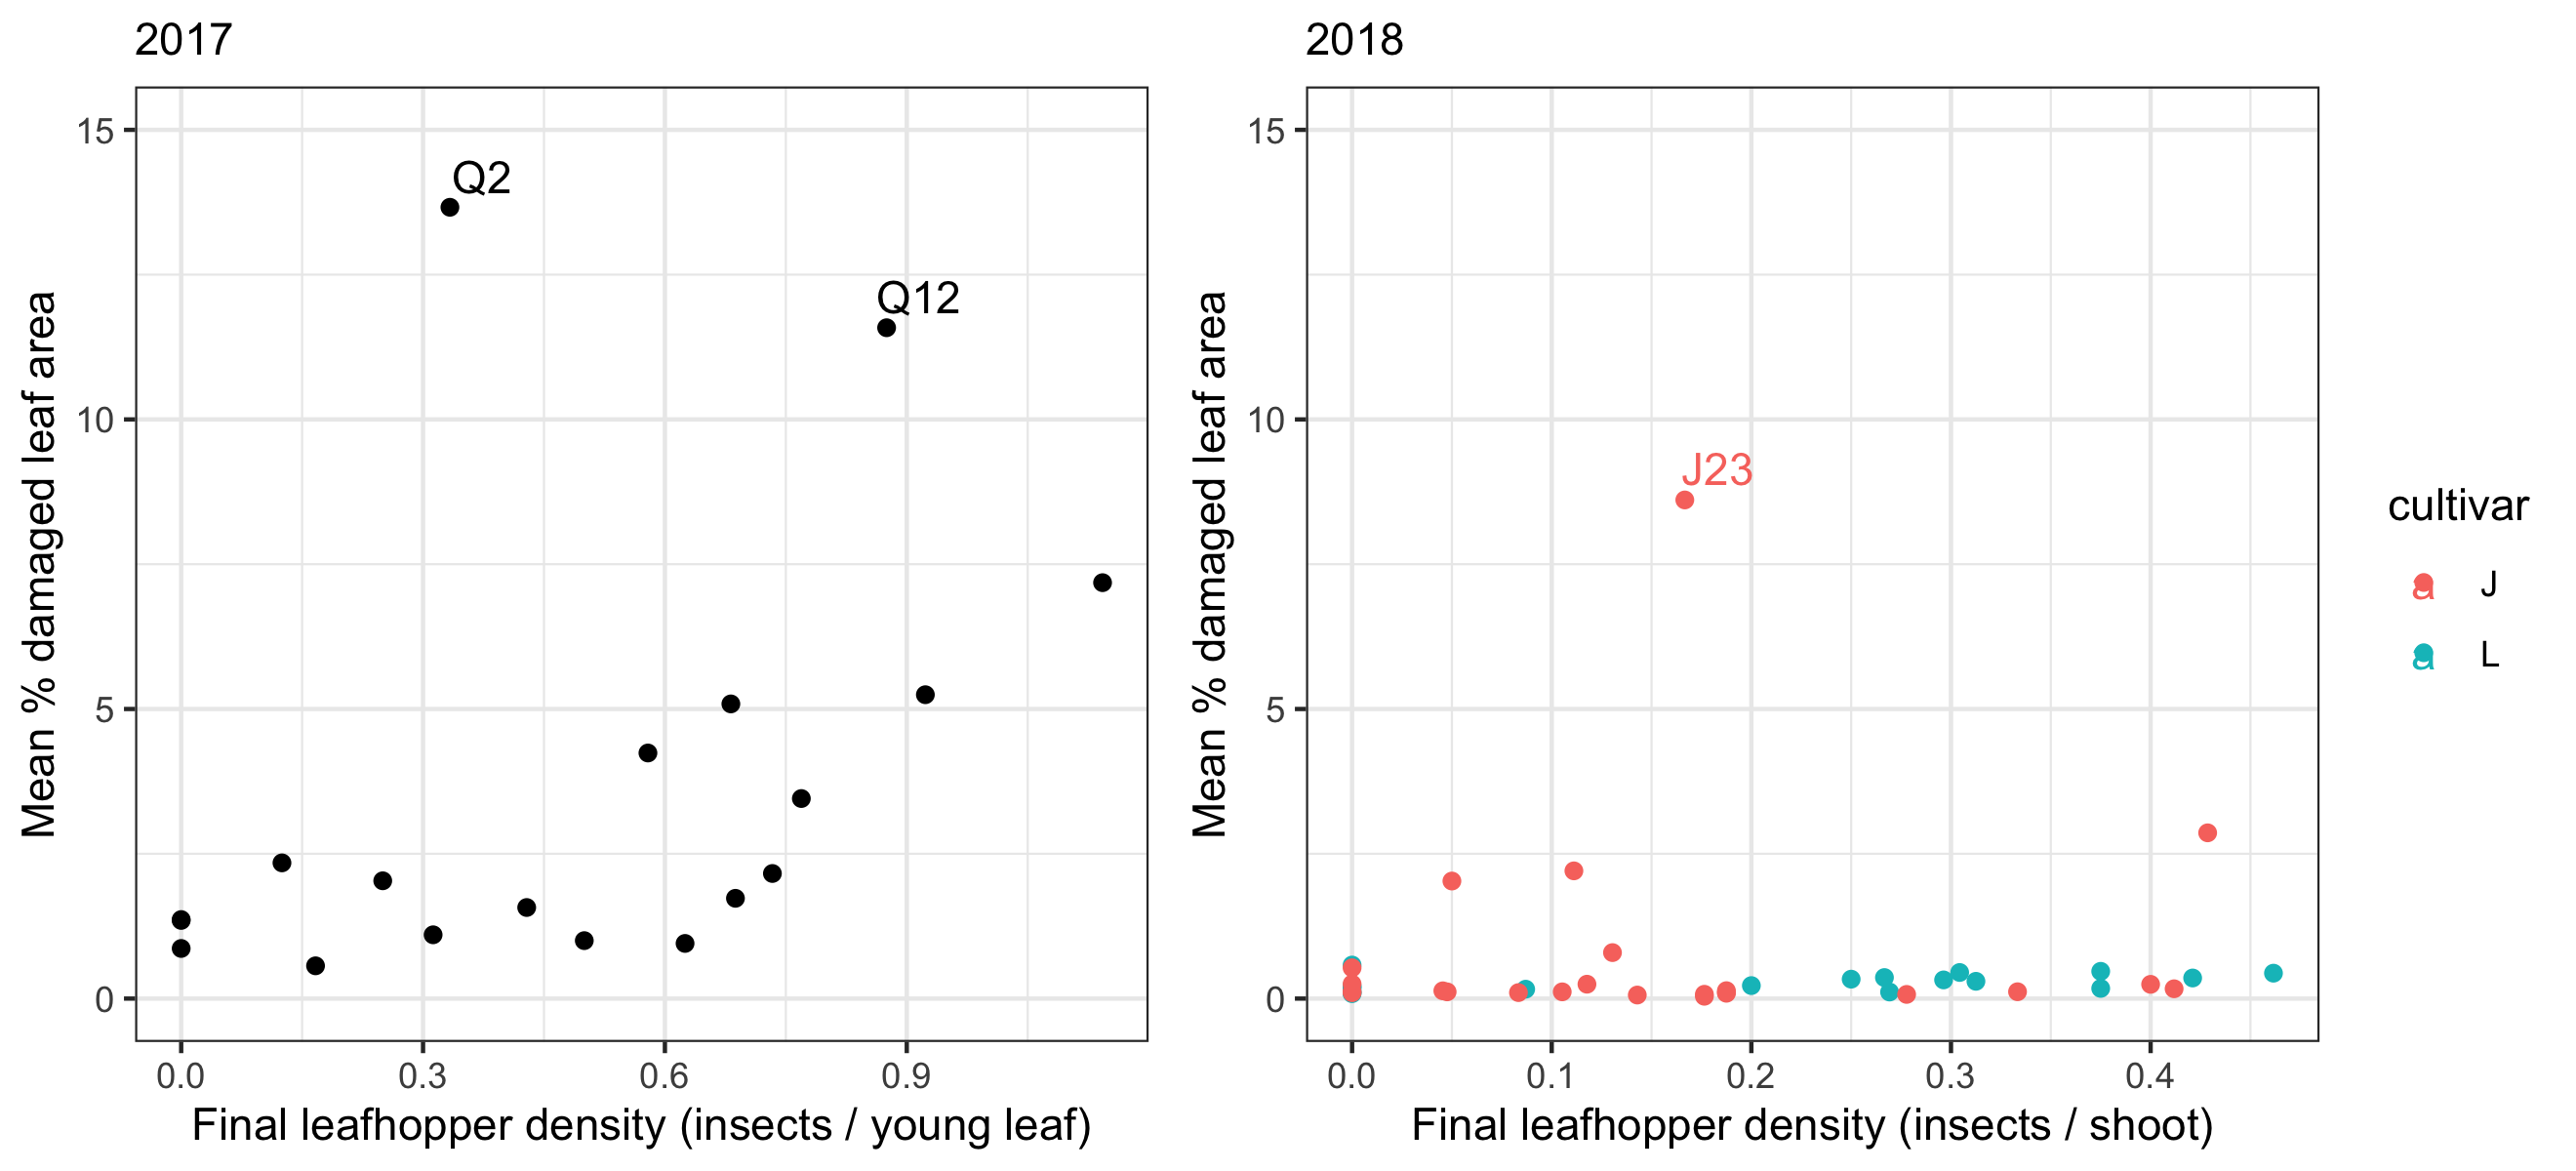 2017
15
10
5
0
Mean % damaged leaf area
Q2
Q12
0.0 0.3 0.6 0.9
Final leafhopper density (insects / young leaf)
2018
15
10
5
0
Mean % damaged leaf area
J23
0.0 0.1 0.2 0.3 0.4
Final leafhopper density (insects / shoot)
cultivar
a J
a L